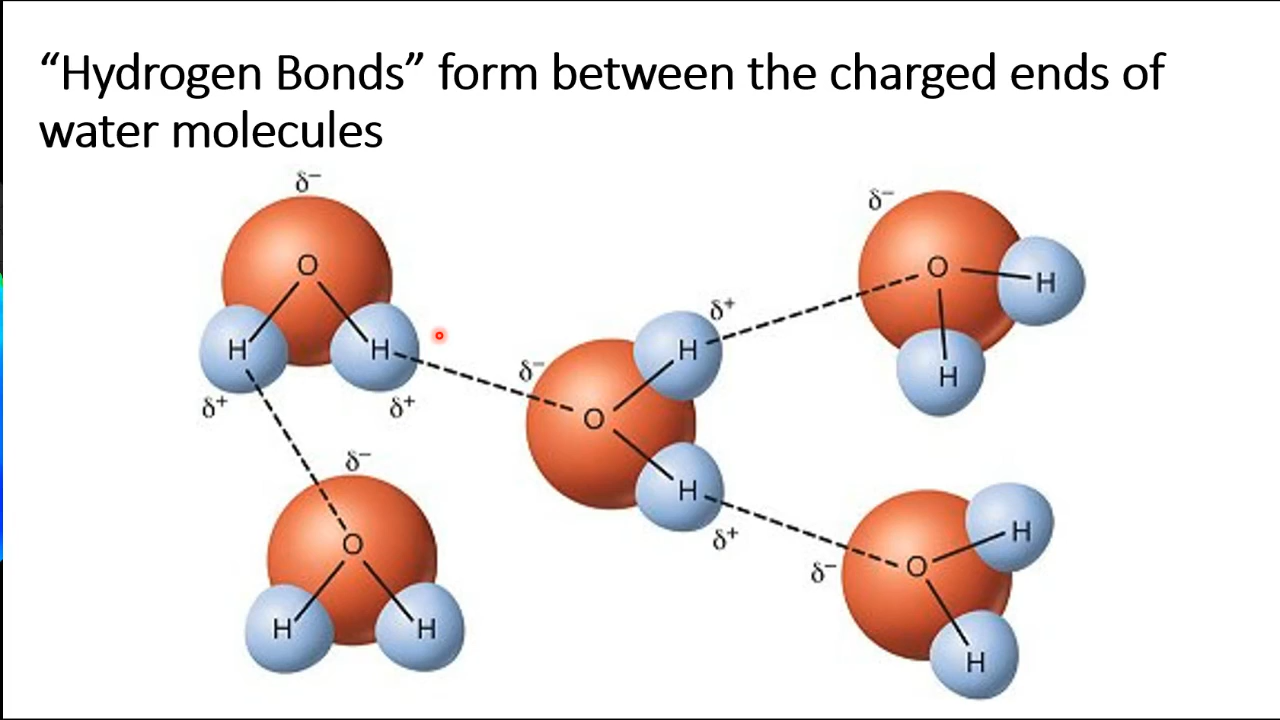 “Hydrogen Bonds” form between the charged ends of
water molecules
δ−
O
H
H
δ+
δ+
δ−
O
H
H
δ−
O
H
H
δ+
δ+
δ−
O
H
H
δ−
O
H
H